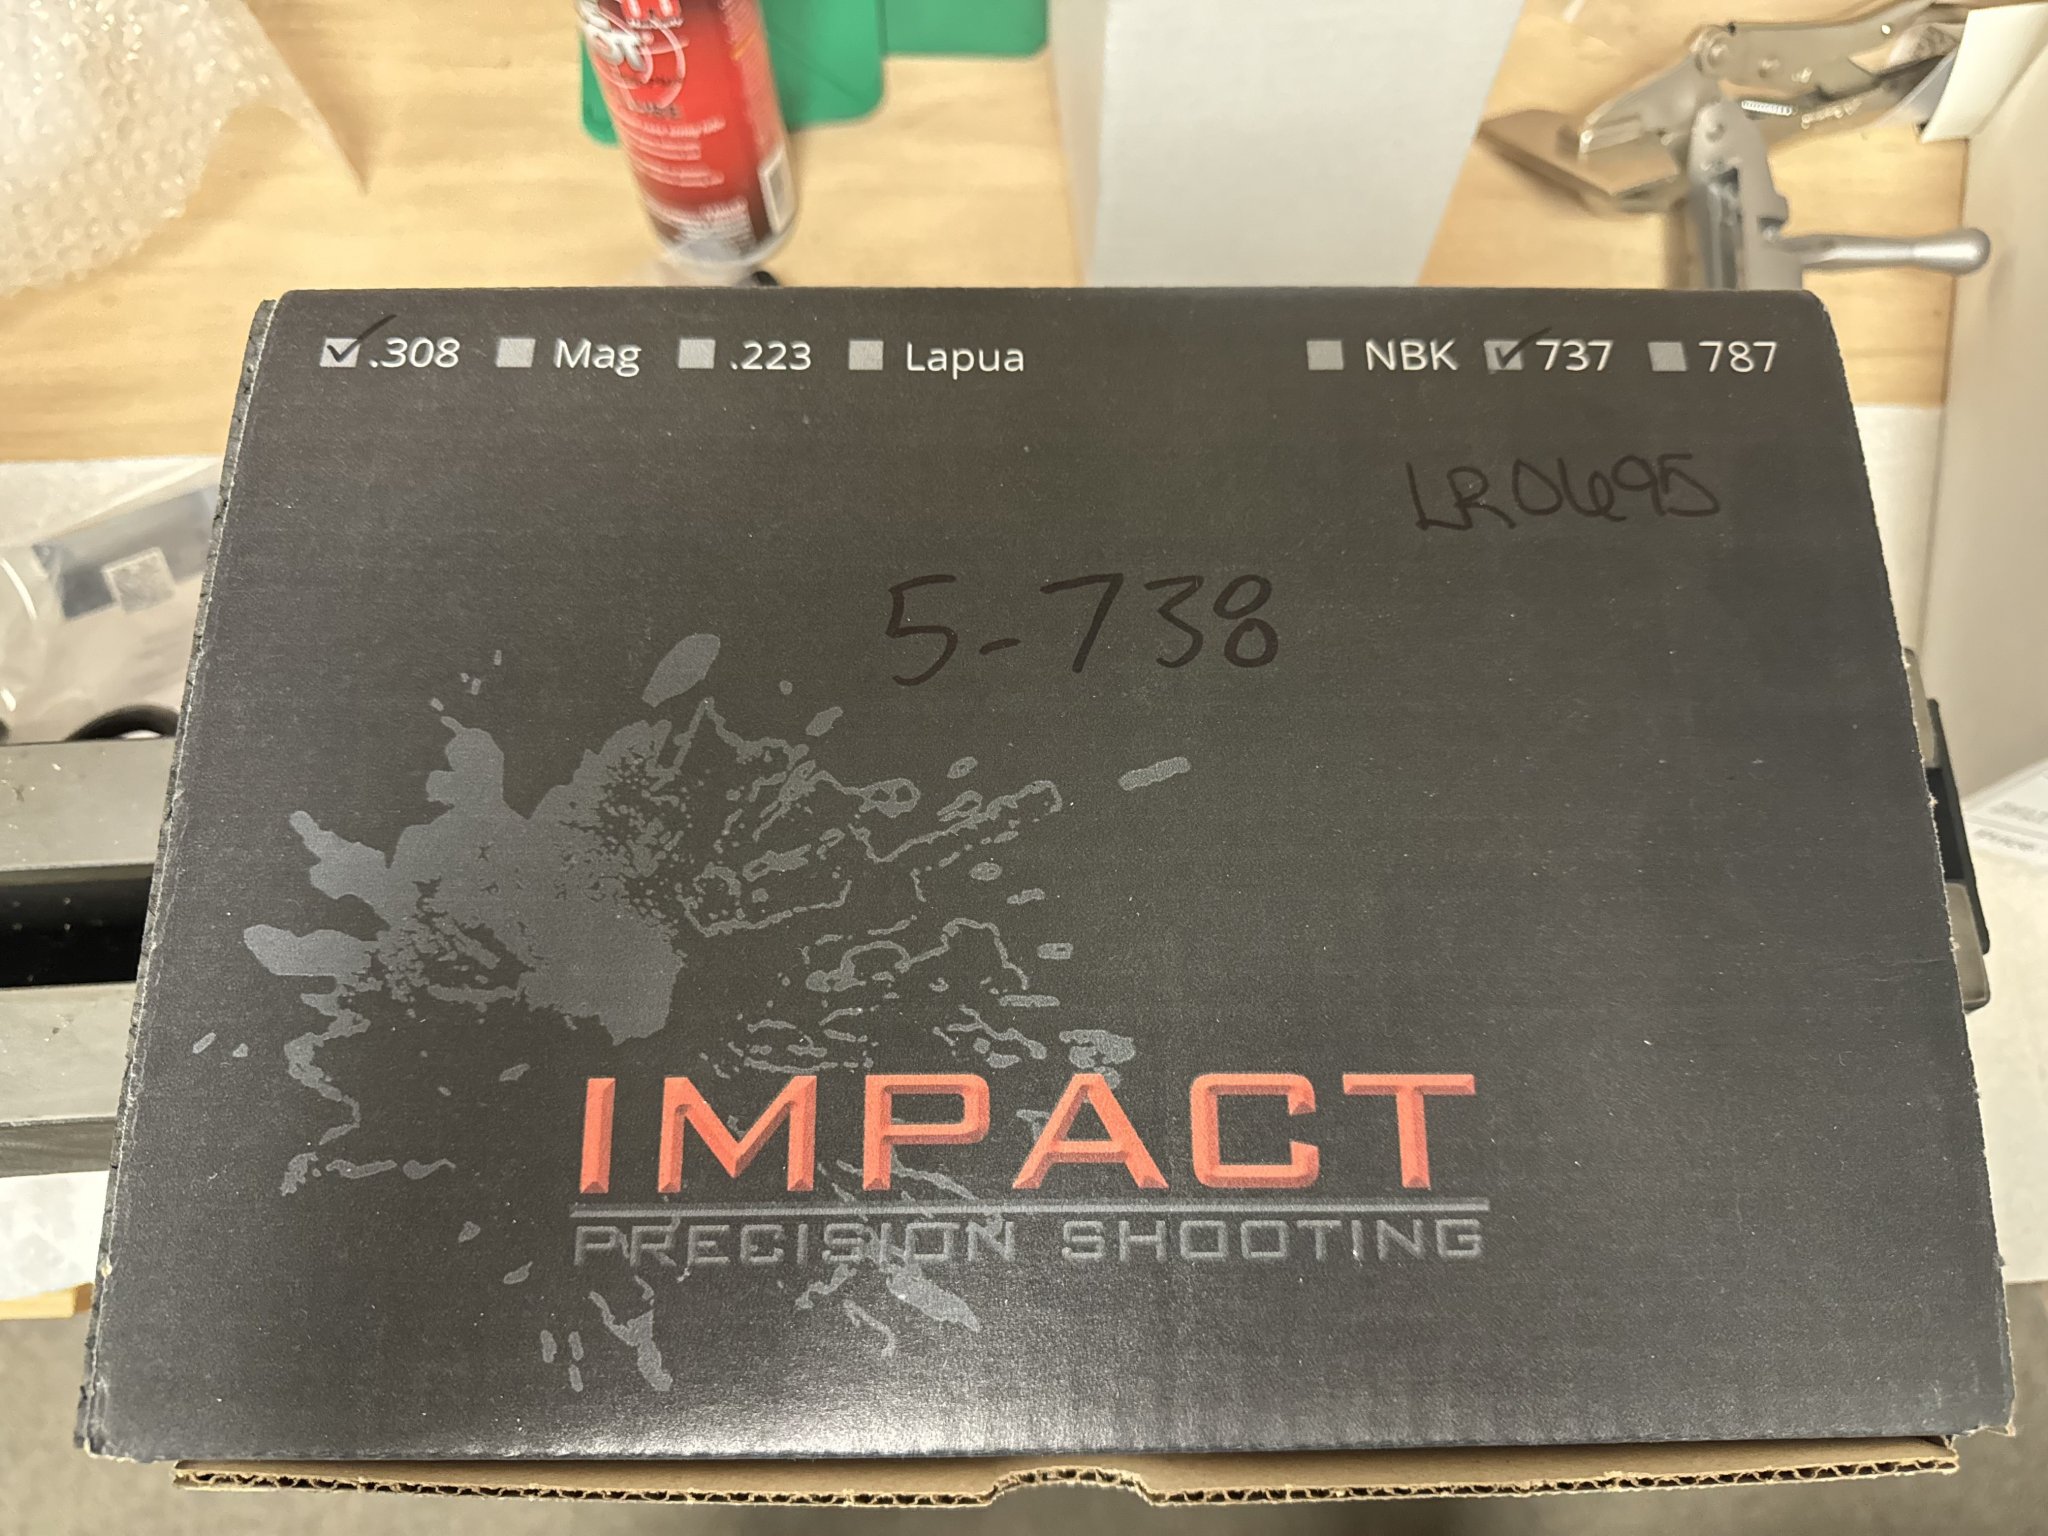 .308 Mag .223 Lapua NBK 737 787
LR0695
5-738
IMPACT
PRECISION SHOOTING